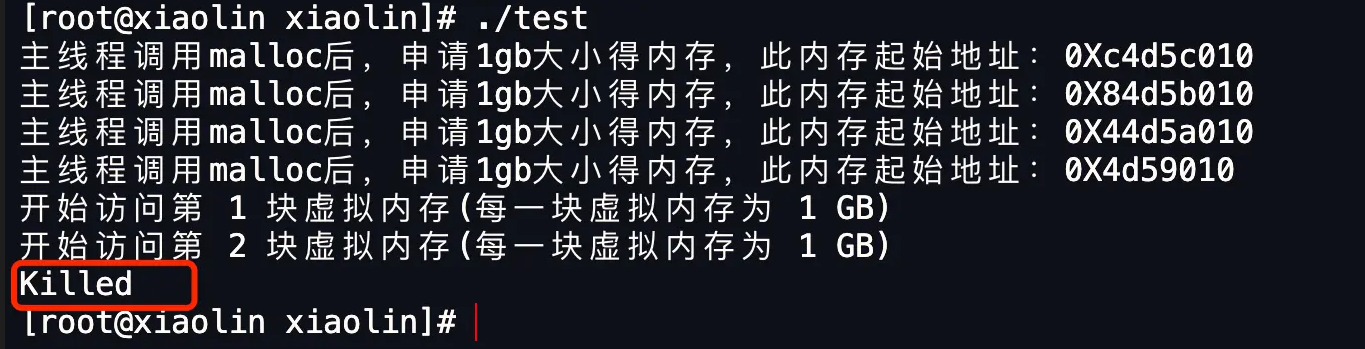 [root@xiaolin xiaolin]# ./test
主线程调用malloc后，申请1gb大小得内存，此内存起始地址：0Xc4d5c010
主线程调用malloc后，申请1gb大小得内存，此内存起始地址：0X84d5b010
主线程调用malloc后，申请1gb大小得内存，此内存起始地址：0X44d5a010
主线程调用malloc后，申请1gb大小得内存，此内存起始地址：0X4d59010
开始访问第 1 块虚拟内存(每一块虚拟内存为 1 GB)
开始访问第 2 块虚拟内存(每一块虚拟内存为 1 GB)
Killed
[root@xiaolin xiaolin]#